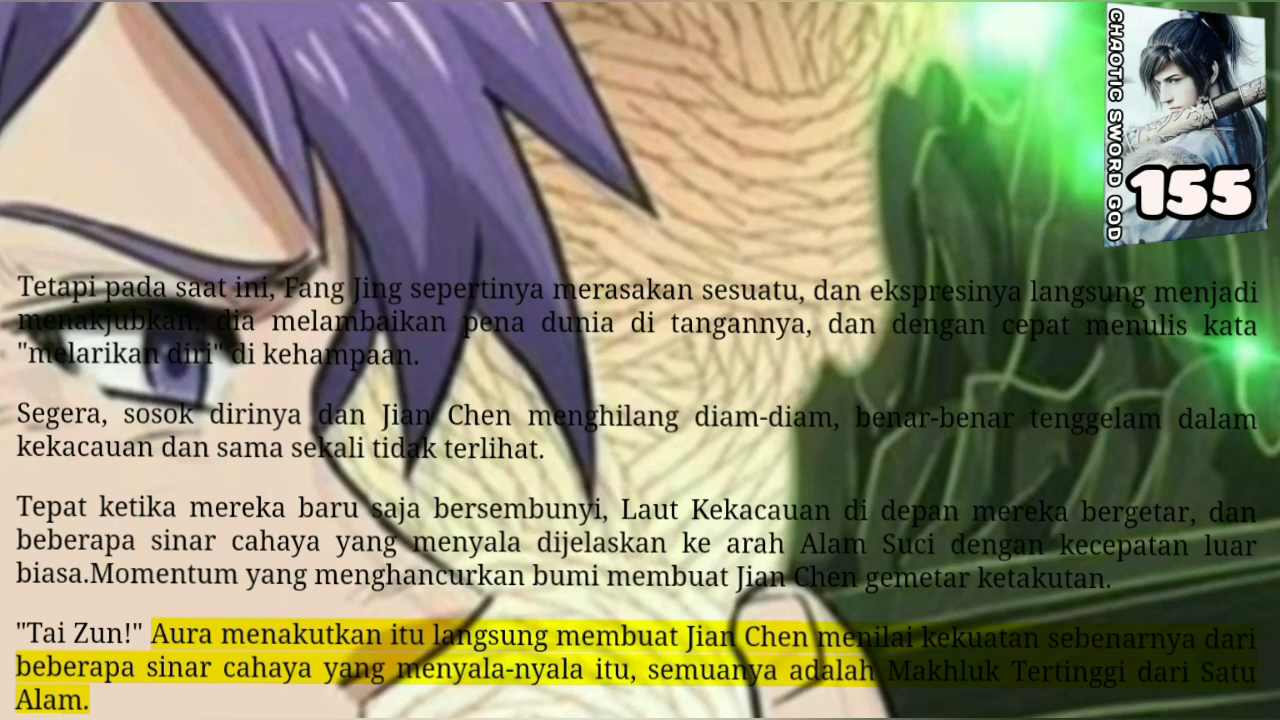 CHAOTIC SWORD GOD
155
Tetapi pada saat ini, Fang Jing sepertinya merasakan sesuatu, dan ekspresinya langsung menjadi
menakjubkan, dia melambaikan pena dunia di tangannya, dan dengan cepat menulis kata
"melarikan diri" di kehampaan.
Segera, sosok dirinya dan Jian Chen menghilang diam-diam, benar-benar tenggelam dalam
kekacauan dan sama sekali tidak terlihat.
Tepat ketika mereka baru saja bersembunyi, Laut Kekacauan di depan mereka bergetar, dan
beberapa sinar cahaya yang menyala dijelaskan ke arah Alam Suci dengan kecepatan luar
biasa.Momentum yang menghancurkan bumi membuat Jian Chen gemetar ketakutan.
"Tai Zun!" Aura menakutkan itu langsung membuat Jian Chen menilai kekuatan sebenarnya dari
beberapa sinar cahaya yang menyala-nyala itu, semuanya adalah Makhluk Tertinggi dari Satu
Alam.